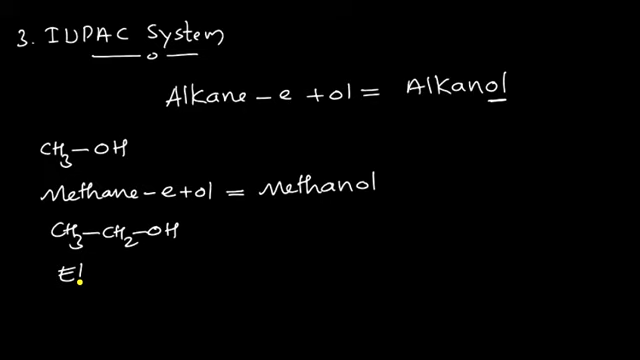 3. IUPAC System
Alkane - e + ol = Alkanol
CH3-OH
Methane - e + ol = Methanol
CH3-CH2-OH